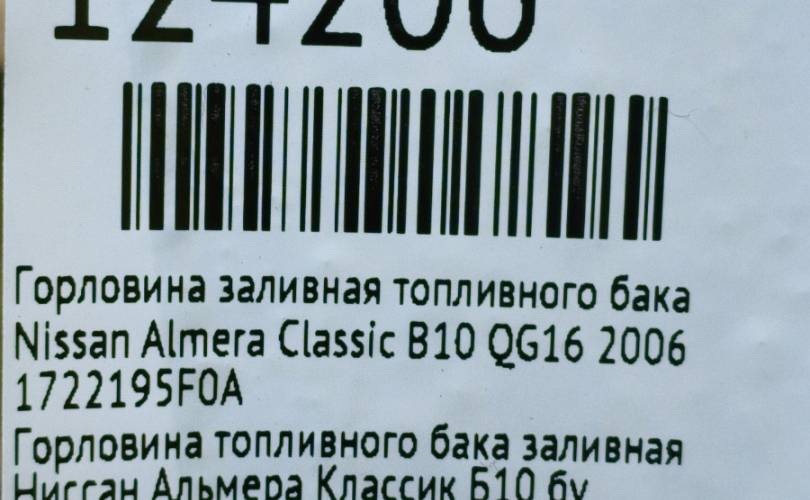 124206
Горловина заливная топливного бака
Nissan Almera Classic B10 QG16 2006
1722195F0A
Горловина топливного бака заливная
Ниссан Альмера Классик Б10 бу